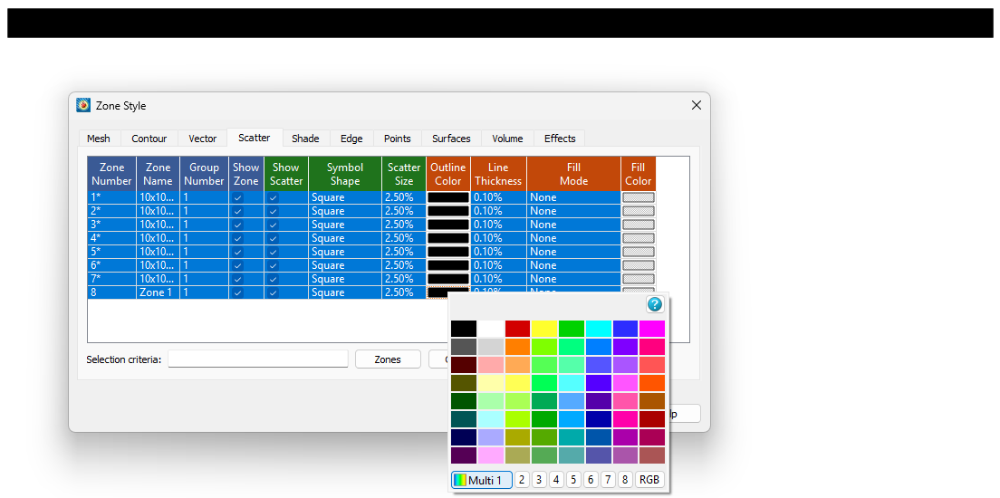 Zone Style
Mesh Contour Vector Scatter Shade Edge Points Surfaces Volume Effects
Zone Number Zone Name Group Number Show Zone Show Scatter Symbol Shape Scatter Size Outline Color Line Thickness Fill Mode Fill Color
1* 10x10... 1 Square 2.50% 0.10% None
2* 10x10... 1 Square 2.50% 0.10% None
3* 10x10... 1 Square 2.50% 0.10% None
4* 10x10... 1 Square 2.50% 0.10% None
5* 10x10... 1 Square 2.50% 0.10% None
6* 10x10... 1 Square 2.50% 0.10% None
7* 10x10... 1 Square 2.50% 0.10% None
8 Zone 1 1 Square 2.50% 0.10% None
?
Selection criteria: Zones
Multi 1 2 3 4 5 6 7 8 RGB